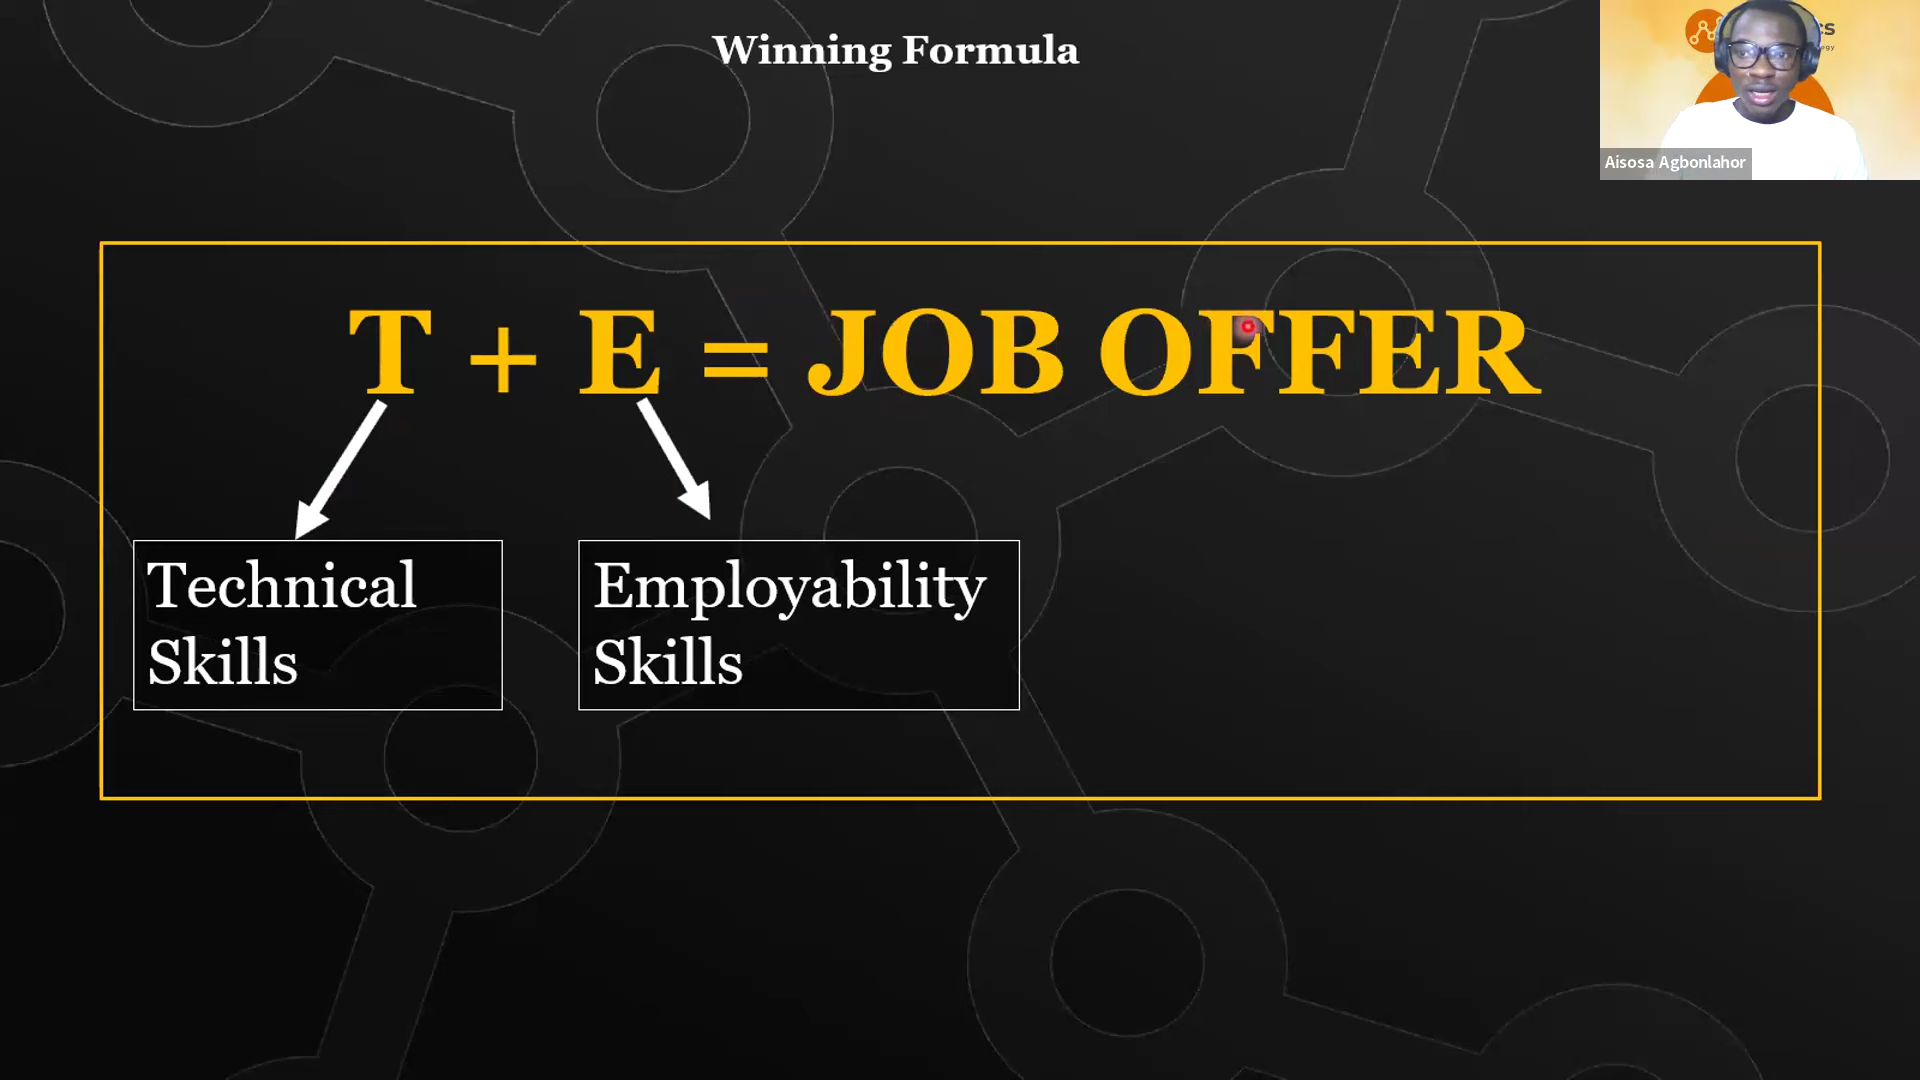 Winning Formula
Aisosa Agbonlahor
T + E = JOB OFFER
Technical
Skills
Employability
Skills